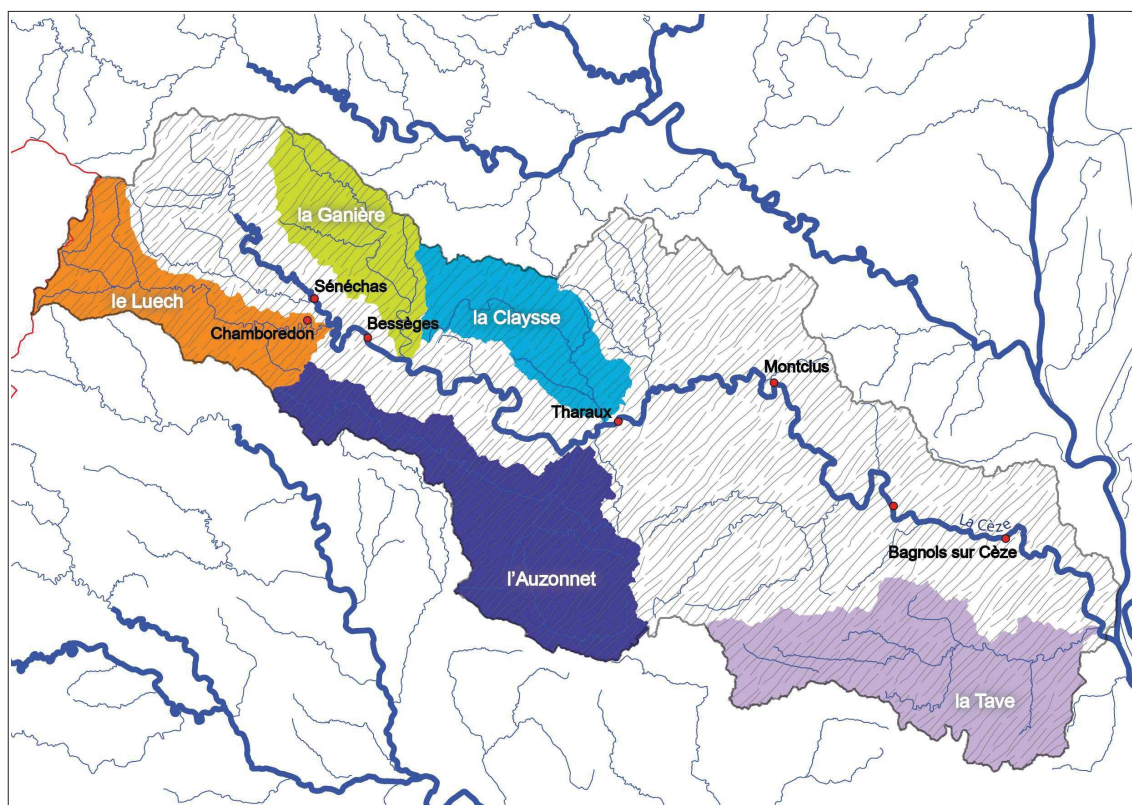 la Ganière
Sénéchas
le Luech
la Claysse
Chamboredon
Bessèges
Montclus
Tharaux
La Cèze
Bagnols sur Cèze
l'Auzonnet
la Tave